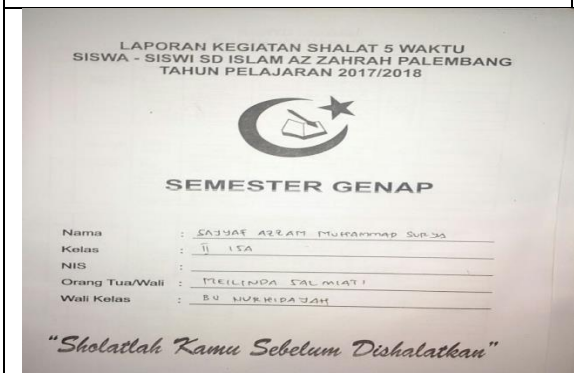 LAPORAN KEGIATAN SHALAT 5 WAKTU
SISWA - SISWI SD ISLAM AZ ZAHRAH PALEMBANG
TAHUN PELAJARAN 2017/2018
SEMESTER GENAP
Nama : SAYYAF AZZAM MUHAMMAD SURYA
Kelas : II ISA
NIS :
Orang Tua/Wali : MEILINDA SALMIATI
Wali Kelas : BU NURHIDAYAH
"Sholatlah Kamu Sebelum Dishalatkan"